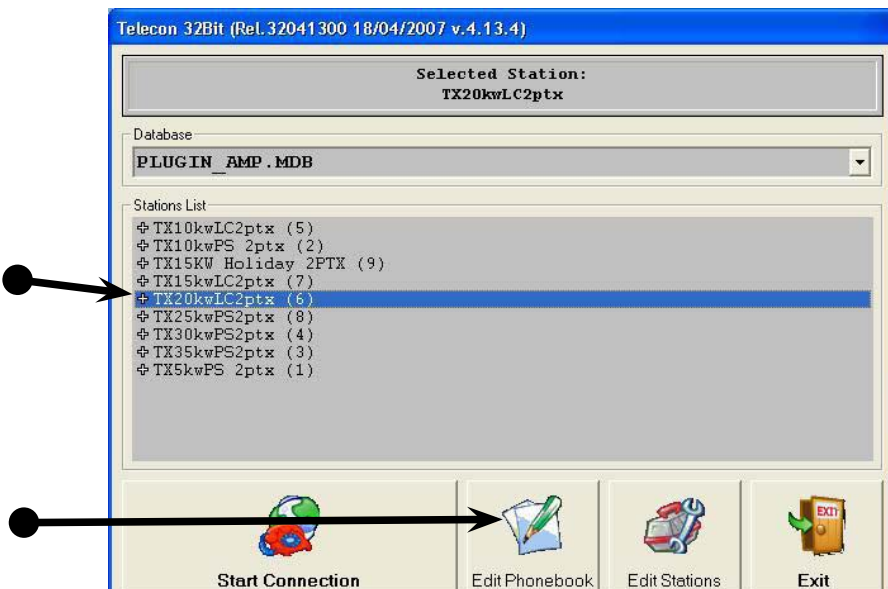 Telecon 32Bit (Rel.32041300 18/04/2007 v.4.13.4)
Selected Station:
TX20kwLC2ptx
Database
PLUGIN_AMP.MDB
Stations List
TX10kwLC2ptx (5)
TX10kwPS 2ptx (2)
TX15KW Holiday 2PTX (9)
TX15kwLC2ptx (7)
TX20kwLC2ptx (6)
TX25kwPS2ptx (8)
TX30kwPS2ptx (4)
TX35kwPS2ptx (3)
TX5kwPS 2ptx (1)
EXIT
Start Connection
Edit Phonebook
Edit Stations
Exit